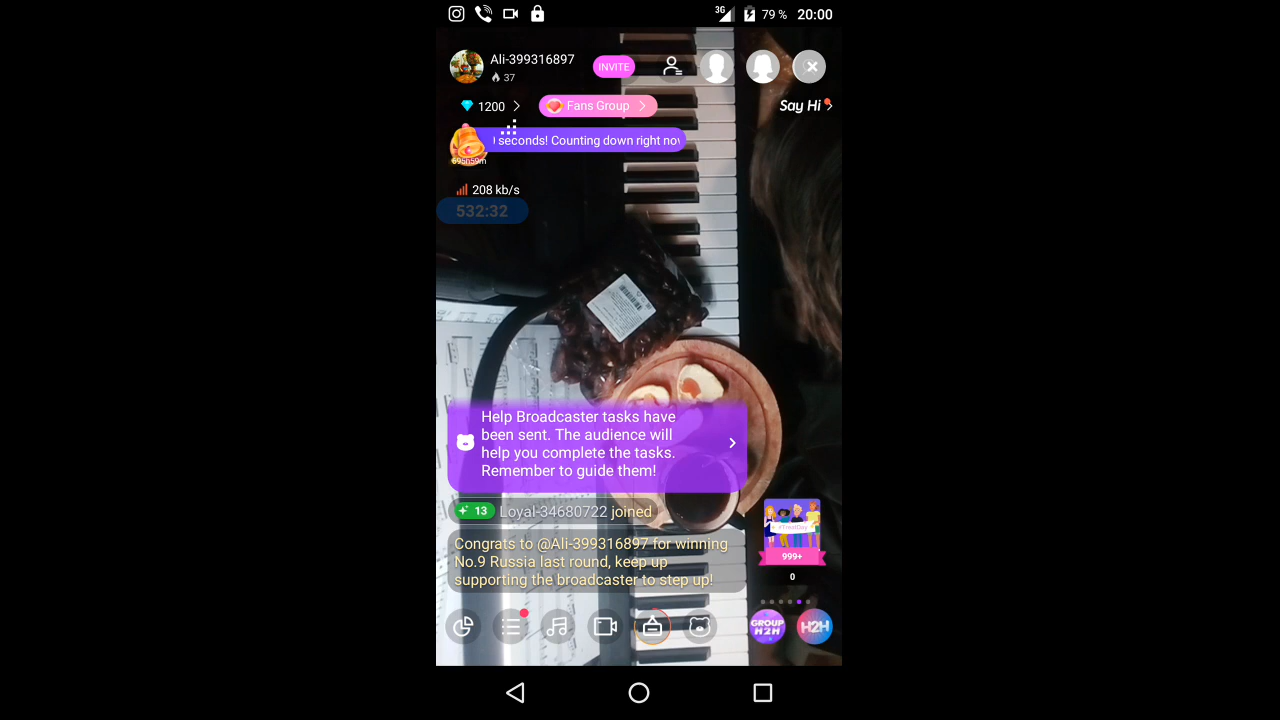 3G
79 %
20:00
Ali-399316897
37
INVITE
1200
Fans Group
Say Hi
seconds! Counting down right now
695h59m
208 kb/s
532:32
Help Broadcaster tasks have
been sent. The audience will
help you complete the tasks.
Remember to guide them!
13 Loyal-34680722 joined
Congrats to @Ali-399316897 for winning
No.9 Russia last round, keep up
supporting the broadcaster to step up!
999+
0
GROUP
H2H
H2H